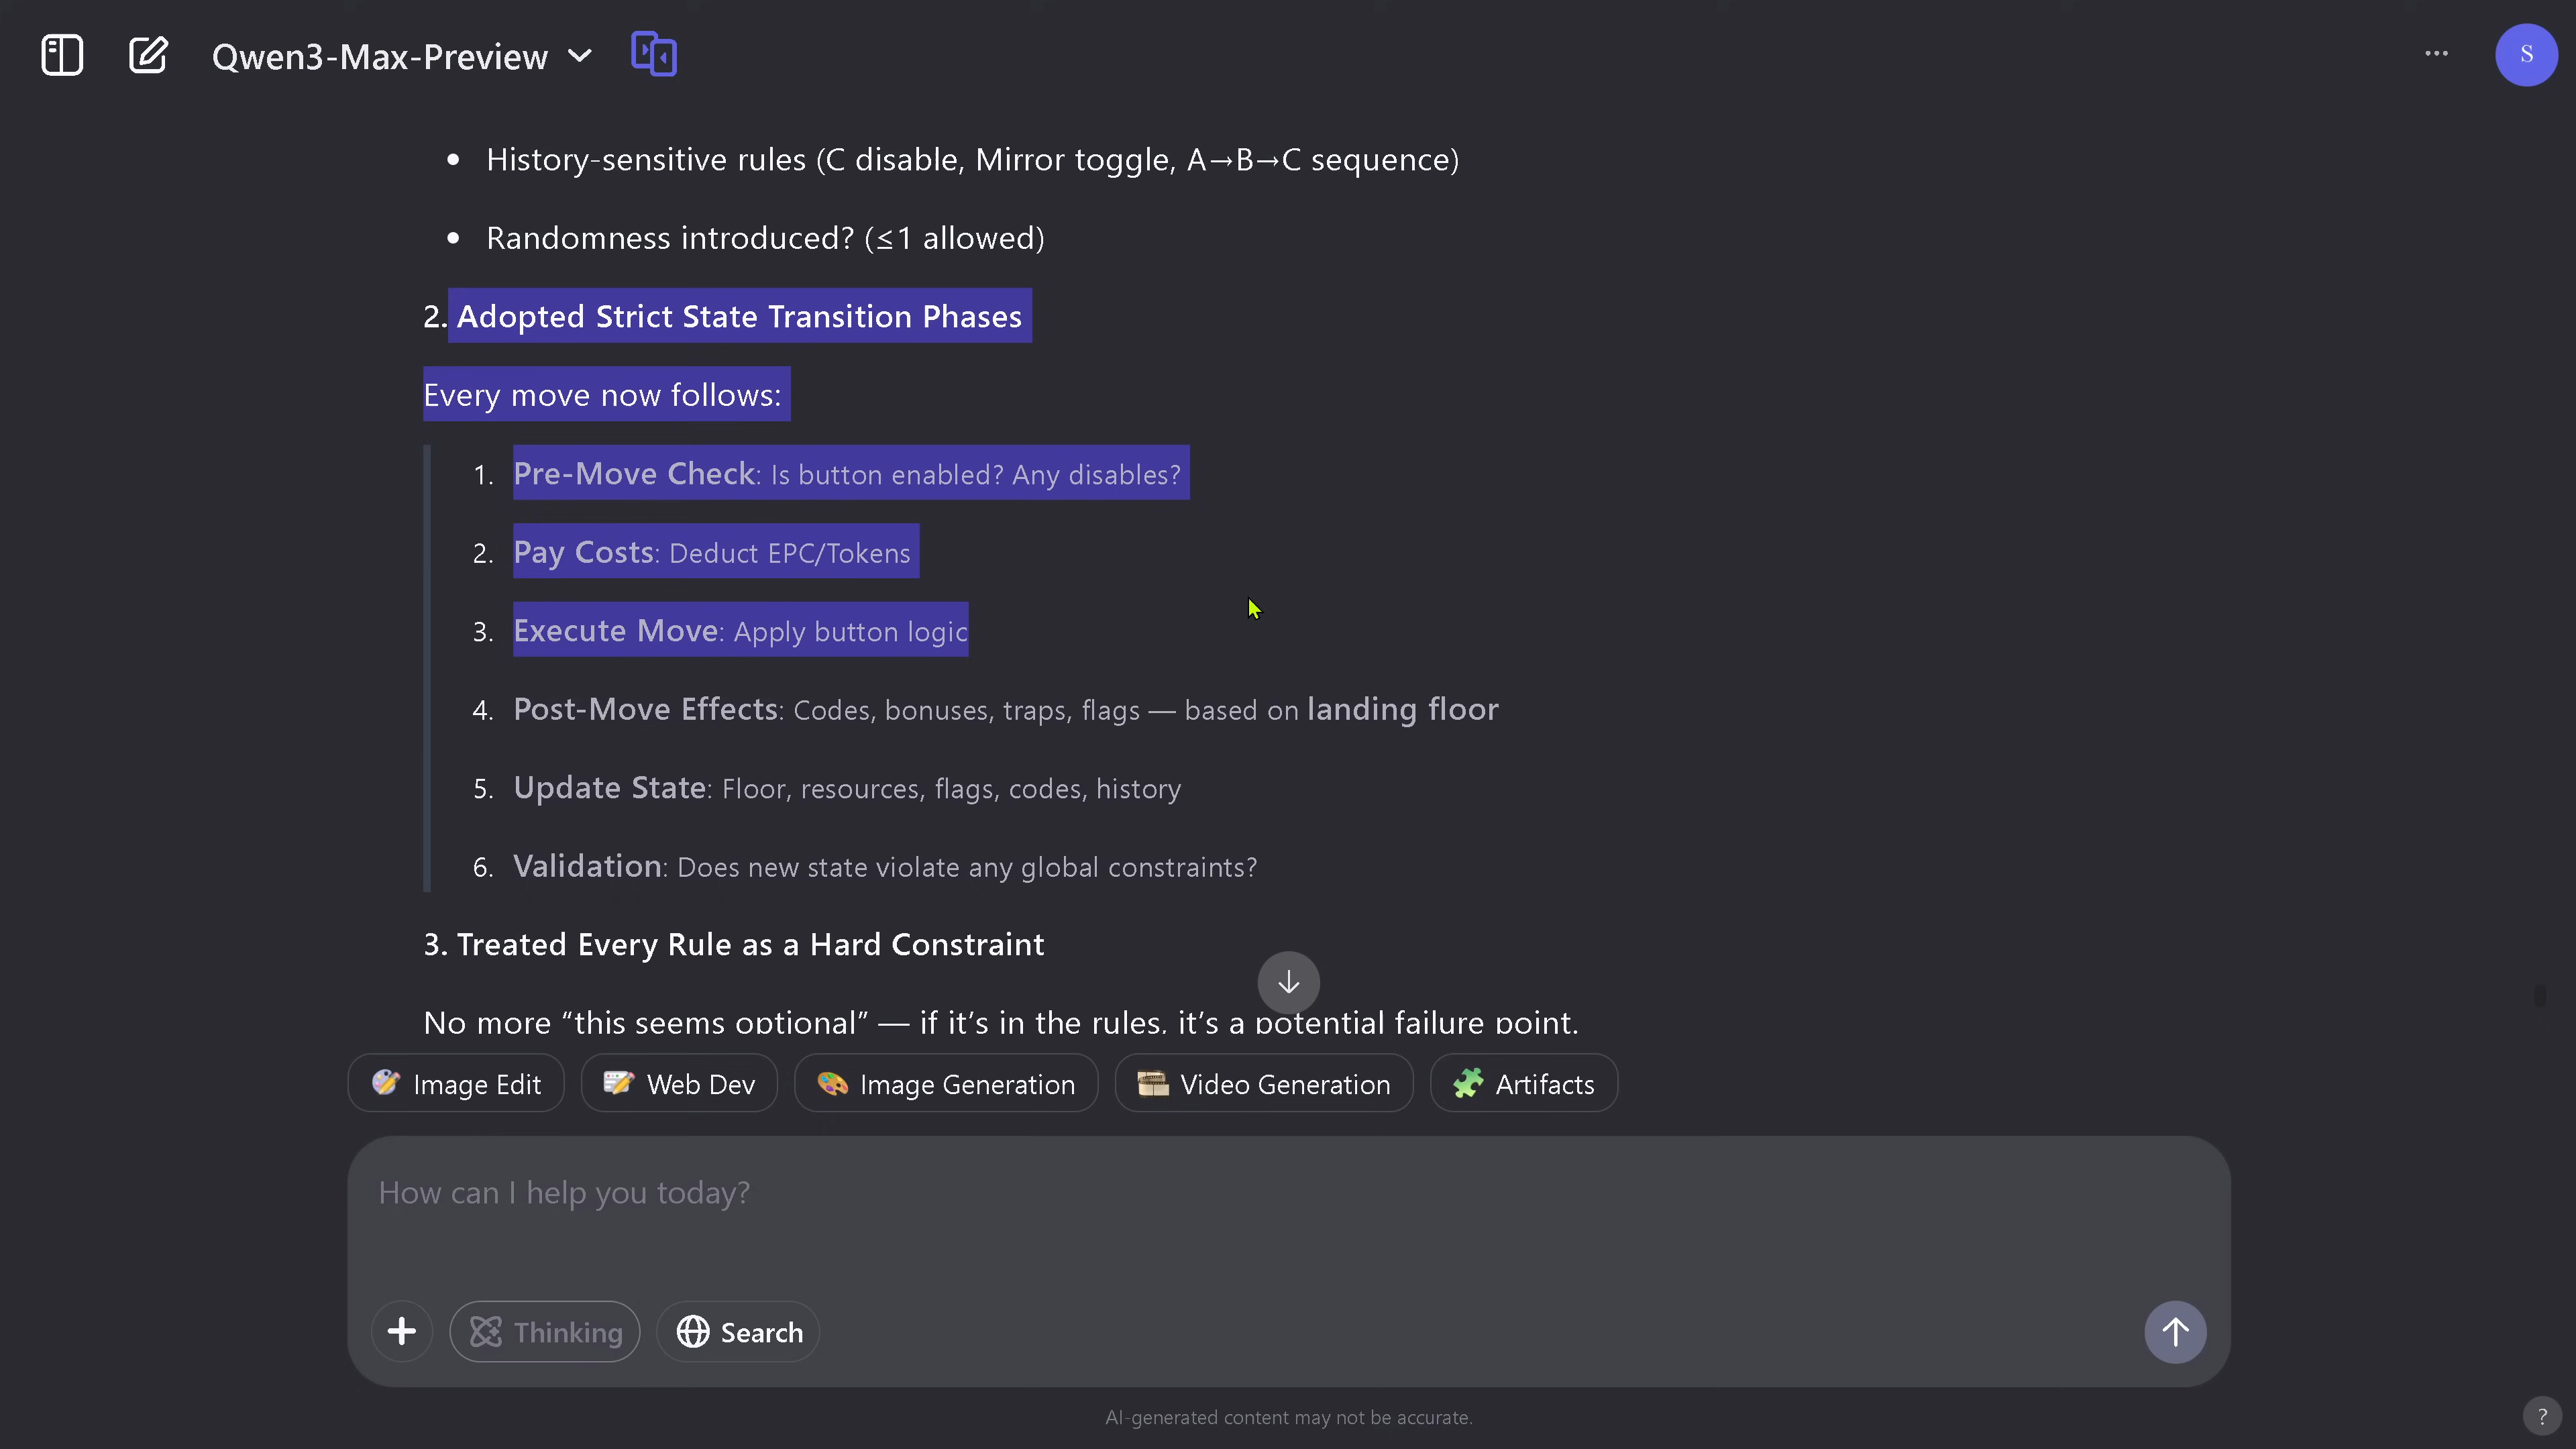 Qwen3-Max-Preview
S
• History-sensitive rules (C disable, Mirror toggle, A→B→C sequence)
• Randomness introduced? (≤1 allowed)
2. Adopted Strict State Transition Phases
Every move now follows:
1. Pre-Move Check: Is button enabled? Any disables?
2. Pay Costs: Deduct EPC/Tokens
3. Execute Move: Apply button logic
4. Post-Move Effects: Codes, bonuses, traps, flags — based on landing floor
5. Update State: Floor, resources, flags, codes, history
6. Validation: Does new state violate any global constraints?
3. Treated Every Rule as a Hard Constraint
No more “this seems optional” — if it’s in the rules, it’s a potential failure point.
Image Edit Web Dev Image Generation Video Generation Artifacts
How can I help you today?
Thinking Search
AI-generated content may not be accurate.
?